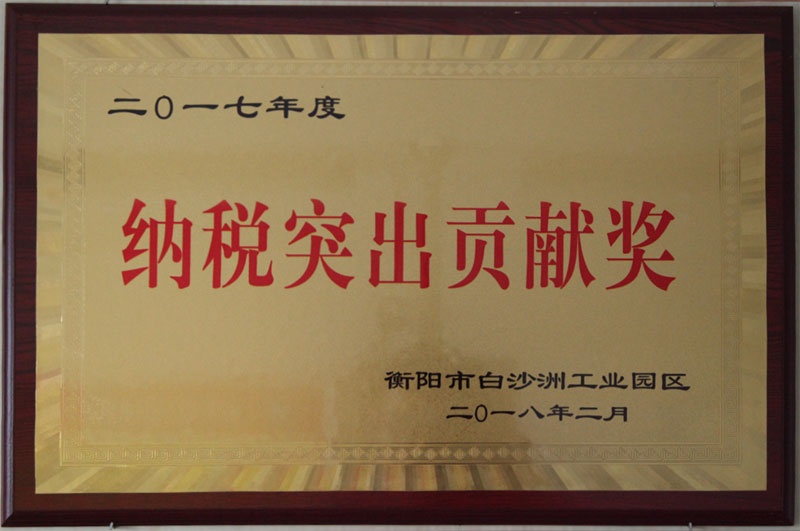 二0一七年度
纳税突出贡献奖
衡阳市白沙洲工业园区
二0一八年二月